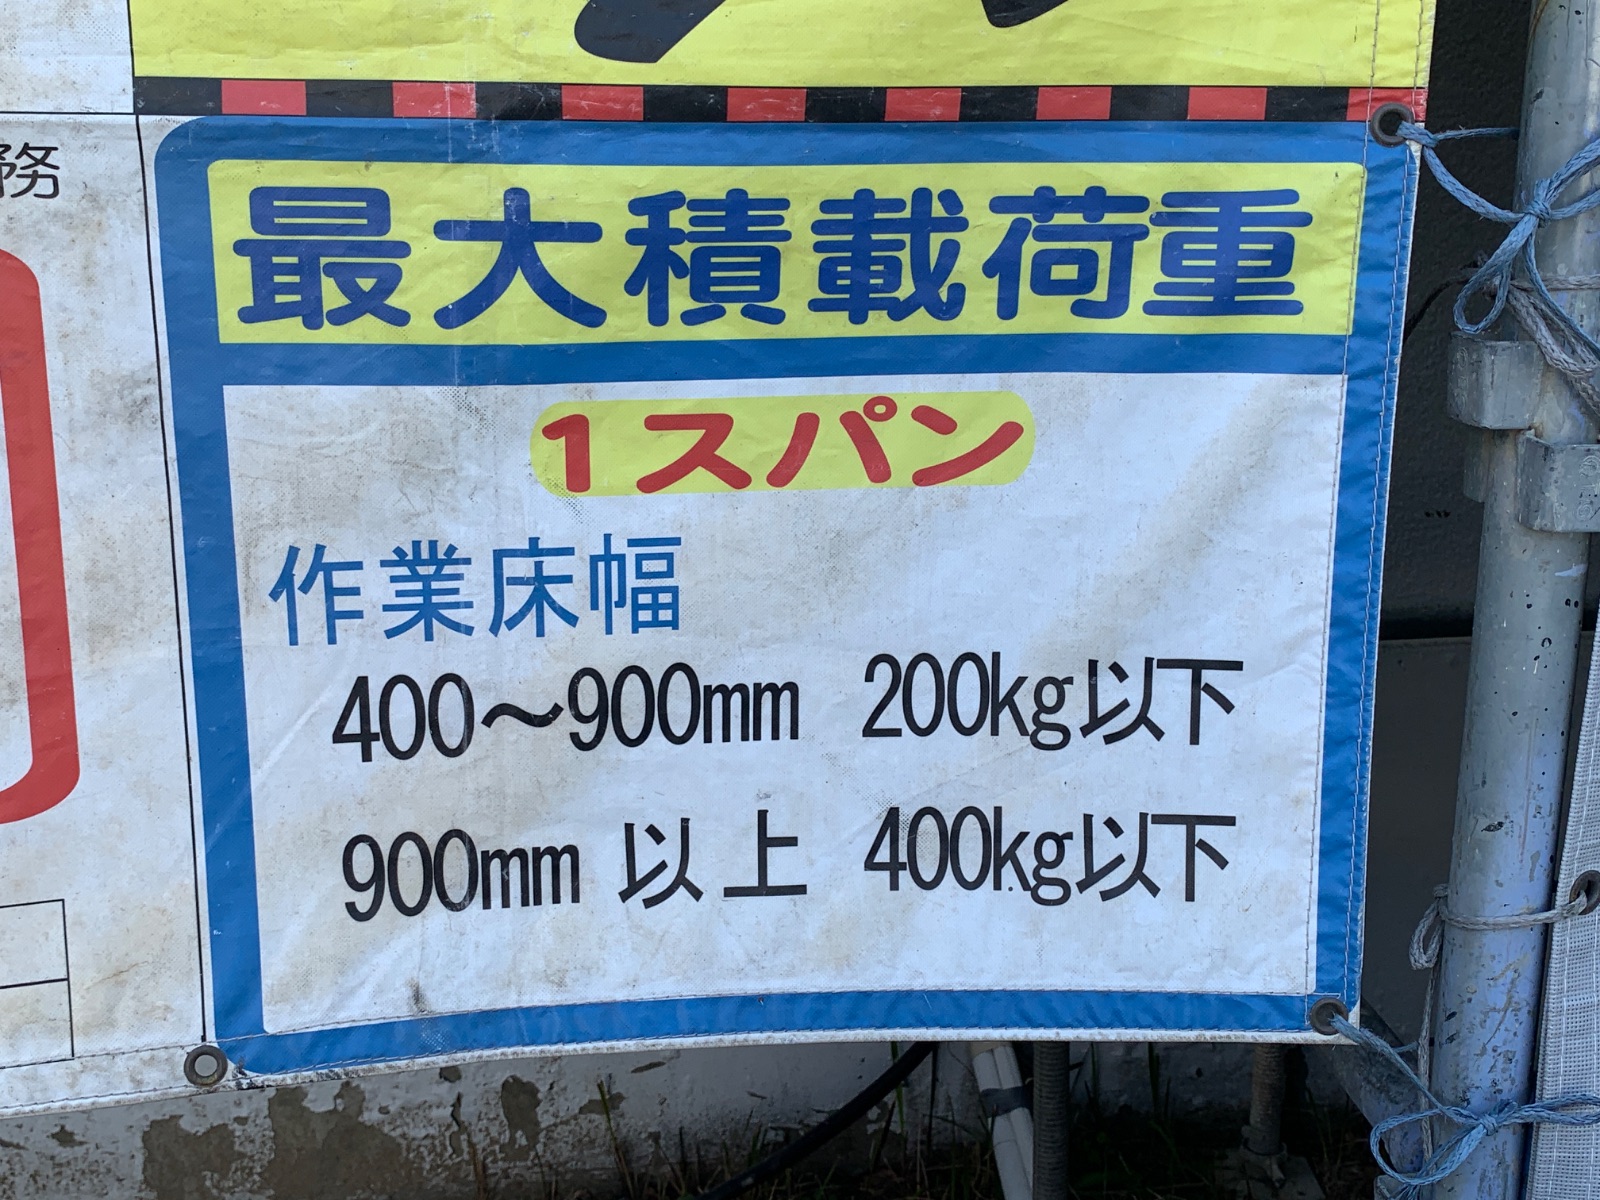 務
最大積載荷重
1スパン
作業床幅
400～900mm 200kg以下
900mm 以上 400kg以下